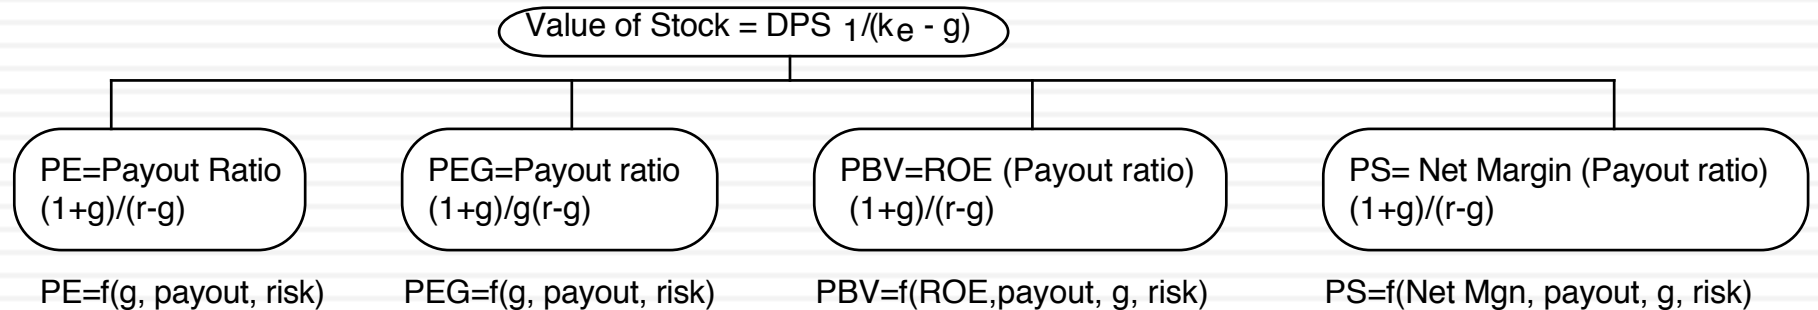 Value of Stock = DPS 1/(ke - g)
PE=Payout Ratio
(1+g)/(r-g)
PEG=Payout ratio
(1+g)/g(r-g)
PBV=ROE (Payout ratio)
(1+g)/(r-g)
PS= Net Margin (Payout ratio)
(1+g)/(r-g)
PE=f(g, payout, risk)
PEG=f(g, payout, risk)
PBV=f(ROE,payout, g, risk)
PS=f(Net Mgn, payout, g, risk)